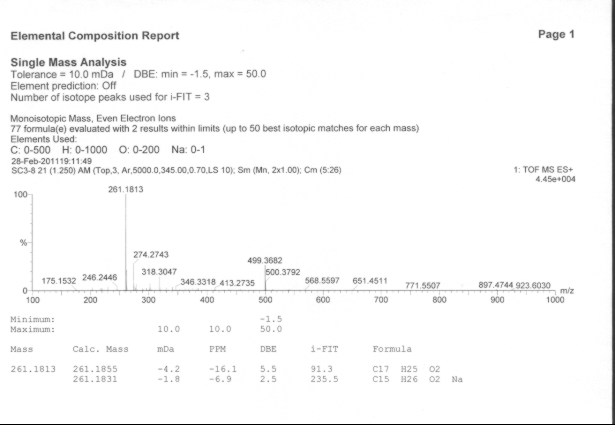 Elemental Composition Report Page 1
Single Mass Analysis
Tolerance = 10.0 mDa / DBE: min = -1.5, max = 50.0
Element prediction: Off
Number of isotope peaks used for i-FIT = 3
Monoisotopic Mass, Even Electron Ions
77 formula(e) evaluated with 2 results within limits (up to 50 best isotopic matches for each mass)
Elements Used:
C: 0-500 H: 0-1000 O: 0-200 Na: 0-1
28-Feb-201119:11:49
SC3-8 21 (1.250) AM (Top,3, Ar,5000.0,345.00,0.70,LS 10); Sm (Mn, 2x1.00); Cm (5:26) 1: TOF MS ES+
4.45e+004
261.1813
100
%
274.2743
499.3682
175.1532 246.2446 318.3047 346.3318 413.2735 500.3792 568.5597 651.4511 771.5507 897.4744 923.6030
0
m/z
100 200 300 400 500 600 700 800 900 1000
Minimum: -1.5
Maximum: 10.0 10.0 50.0
Mass Calc. Mass mDa PPM DBE i-FIT Formula
261.1813 261.1855 -4.2 -16.1 5.5 91.3 C17 H25 O2
261.1831 -1.8 -6.9 2.5 235.5 C15 H26 O2 Na